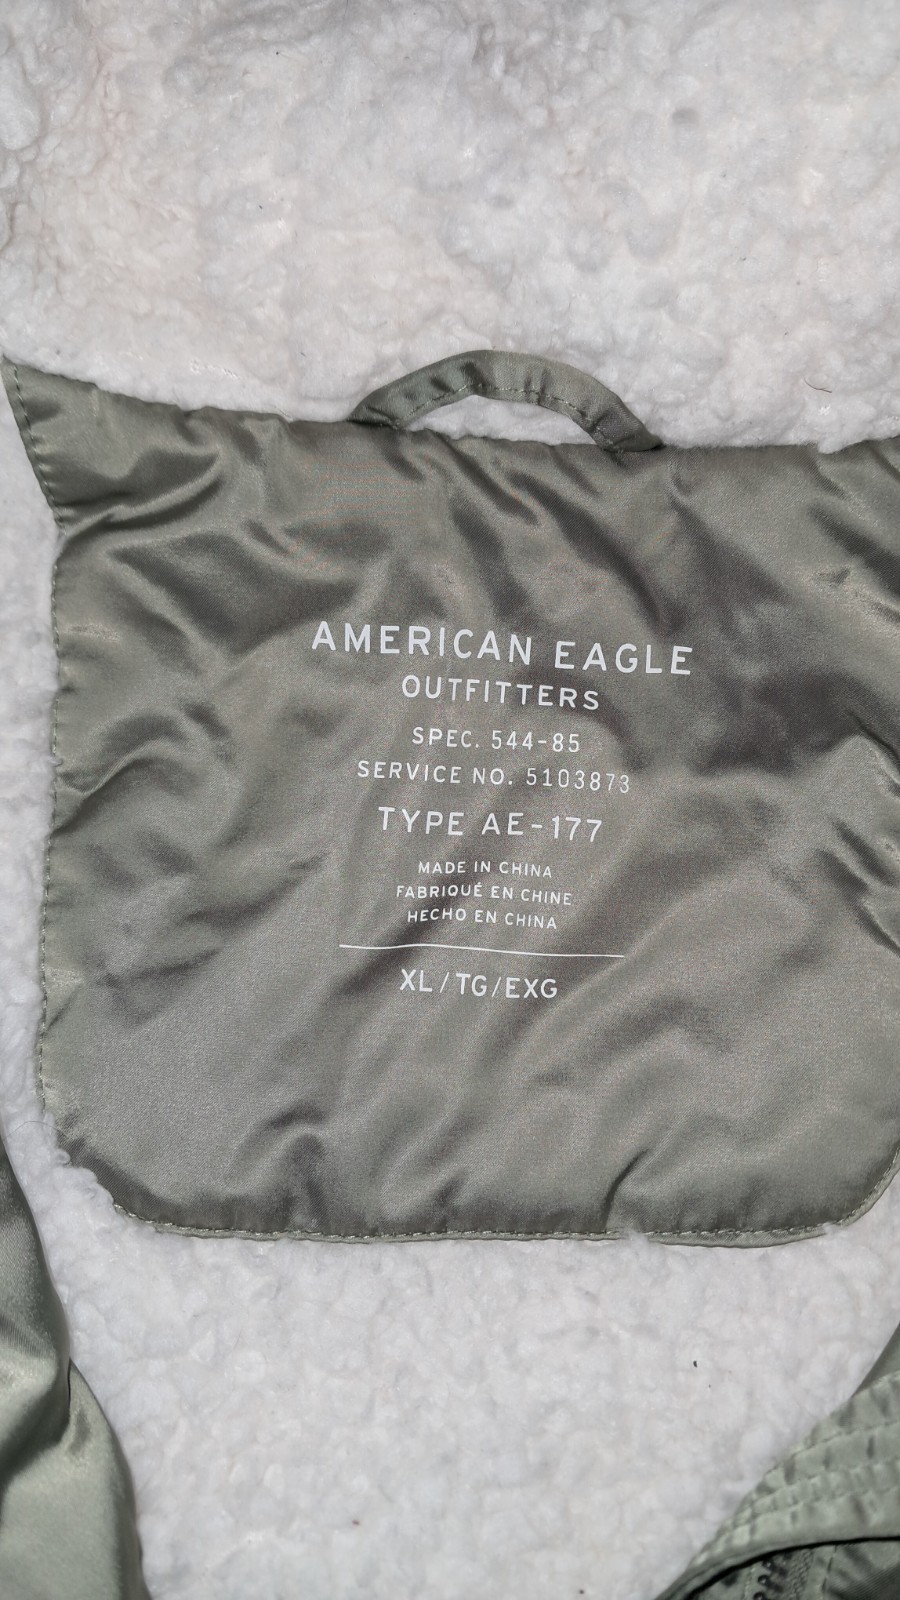 AMERICAN EAGLE
OUTFITTERS
SPEC. 544-85
SERVICE NO. 5103873
TYPE AE-177
MADE IN CHINA
FABRIQUÉ EN CHINE
HECHO EN CHINA
XL/TG/EXG